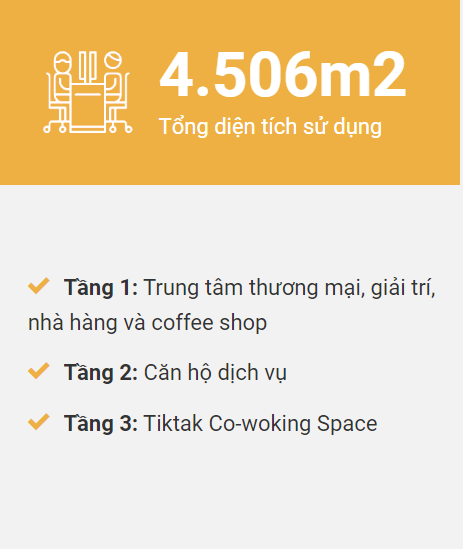 4.506m2
Tổng diện tích sử dụng
Tầng 1: Trung tâm thương mại, giải trí,
nhà hàng và coffee shop
Tầng 2: Căn hộ dịch vụ
Tầng 3: Tiktak Co-woking Space